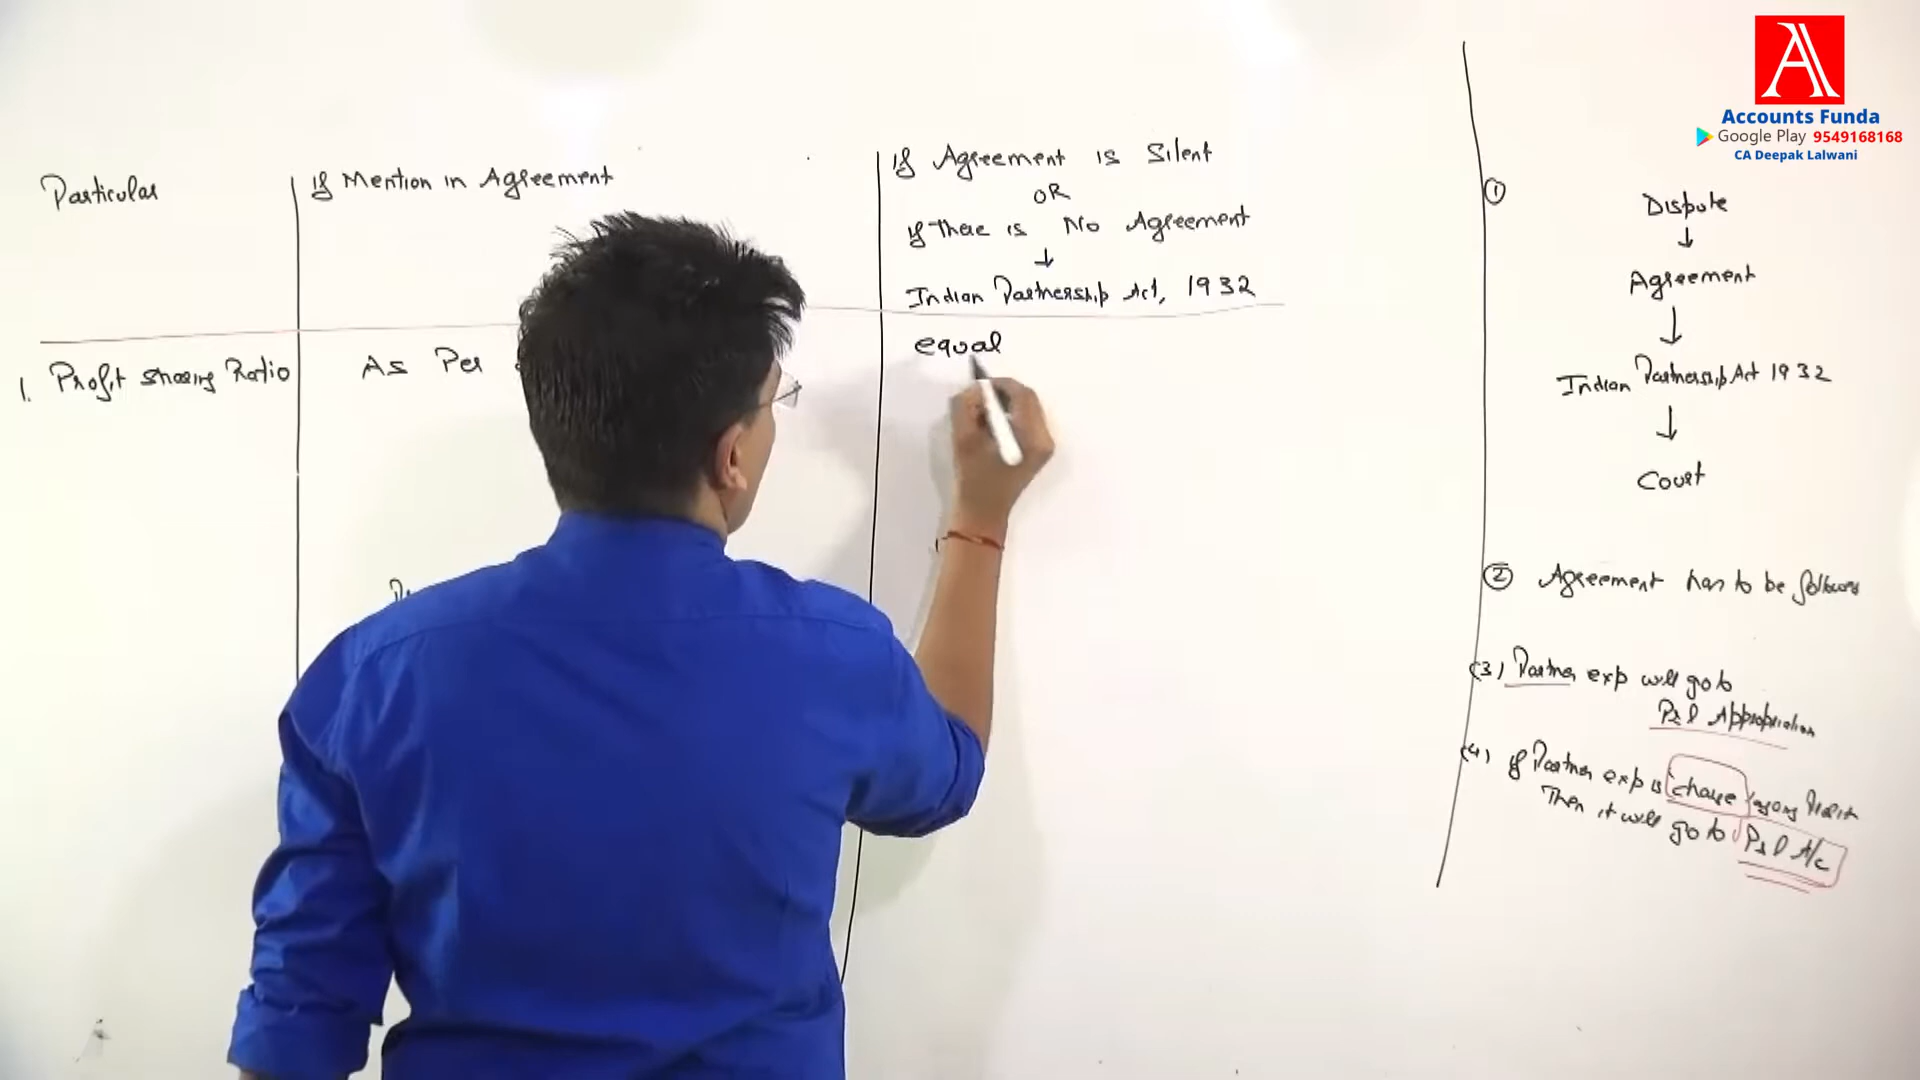 Particular
If Mention in Agreement
If Agreement is Silent
OR
If there is No Agreement
↓
Indian Partnership Act, 1932
1. Profit sharing Ratio
As Per
equal
①
Dispute
↓
Agreement
↓
Indian Partnership Act 1932
↓
Court
② Agreement has to be followed
(3) Partner exp will go to
P&L Appropriation
(4) If Partner exp is charge against Profit
Then it will go to P&L A/c
A
Accounts Funda
Google Play 9549168168
CA Deepak Lalwani